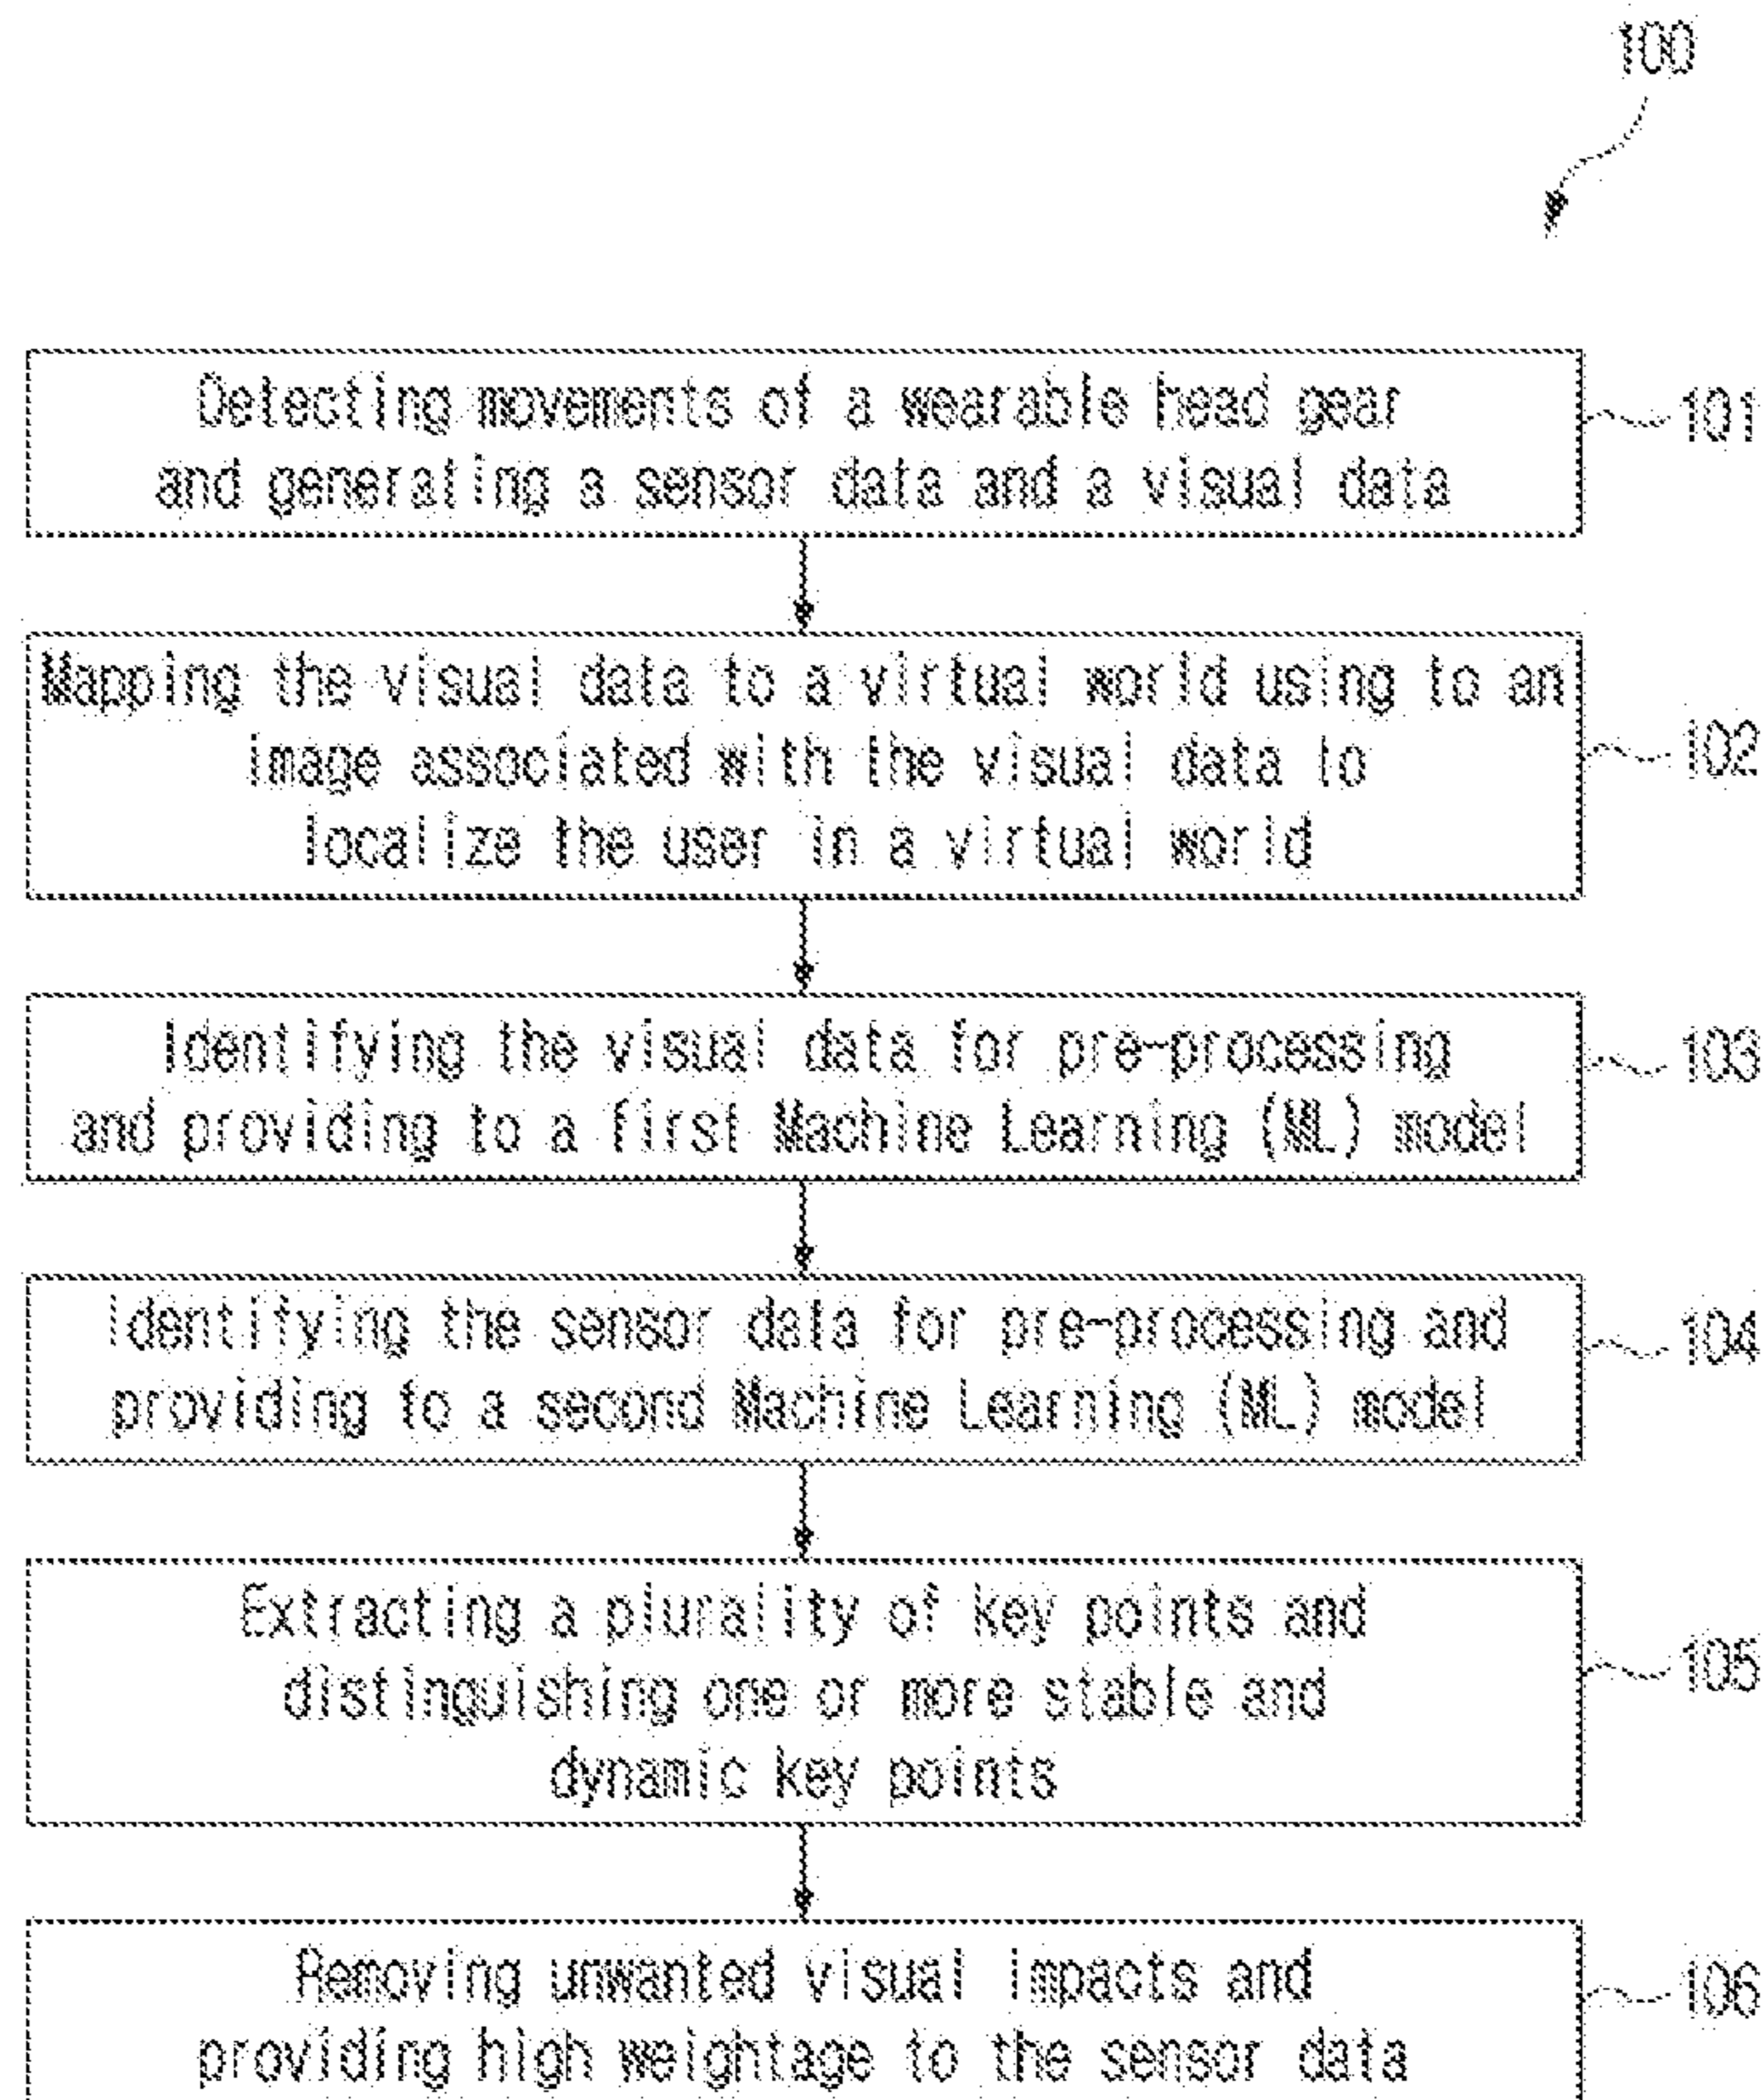 100
Detecting movements of a wearable head gear
and generating a sensor data and a visual data
101
Mapping the visual data to a virtual world using to an
image associated with the visual data to
localize the user in a virtual world
102
Identifying the visual data for pre-processing
and providing to a first Machine Learning (ML) model
103
Identifying the sensor data for pre-processing and
providing to a second Machine Learning (ML) model
104
Extracting a plurality of key points and
distinguishing one or more stable and
dynamic key points
105
Removing unwanted visual impacts and
providing high weightage to the sensor data
106